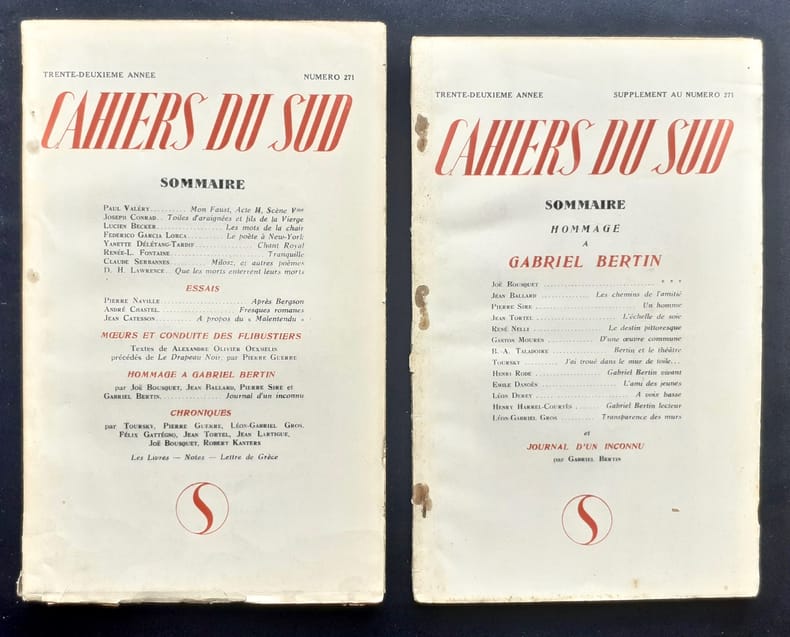 TRENTE-DEUXIEME ANNEE NUMERO 271
CAHIERS DU SUD
SOMMAIRE
PAUL VALÉRY.......... Mon Faust, Acte II, Scène Vme
JOSEPH CONRAD.. Toiles d'araignées et fils de la Vierge
LUCIEN BECKER................ Les mots de la chair
FEDERICO GARCIA LORCA........ Le poète à New-York
YANETTE DÉLÉTANG-TARDIF.............. Chant Royal
RENÉE-L. FONTAINE.................... Tranquille
CLAUDE SERNANNES......... Milosz, et autres poèmes
D. H. LAWRENCE.. Que les morts enterrent leurs morts
ESSAIS
PIERRE NAVILLE.................... Après Bergson
ANDRÉ CHASTEL.................. Fresques romanes
JEAN CATESSON.......... A propos du « Malentendu »
MŒURS ET CONDUITE DES FLIBUSTIERS
Textes de ALEXANDRE OLIVIER OEXMELIN
précédés de Le Drapeau Noir, par PIERRE GUERRE
HOMMAGE A GABRIEL BERTIN
par JOË BOUSQUET, JEAN BALLARD, PIERRE SIRE et
GABRIEL BERTIN................ Journal d'un inconnu
CHRONIQUES
par TOURSKY, PIERRE GUERRE, LÉON-GABRIEL GROS,
FÉLIX GATTÉGNO, JEAN TORTEL, JEAN LARTIGUE,
JOË BOUSQUET, ROBERT KANTERS
Les Livres — Notes — Lettre de Grèce
S
TRENTE-DEUXIEME ANNEE SUPPLEMENT AU NUMERO 271
CAHIERS DU SUD
SOMMAIRE
HOMMAGE
A
GABRIEL BERTIN
JOË BOUSQUET .......................... * * *
JEAN BALLARD ............ Les chemins de l'amitié
PIERRE SIRE ............................ Un homme
JEAN TORTEL .................... L'échelle de soie
RENÉ NELLI ................ Le destin pittoresque
GASTON MOUREN ............ D'une œuvre commune
R.-A. TALADOIRE .............. Bertin et le théâtre
TOURSKY ........ J'ai troué dans le mur de toile...
HENRI RODE ................ Gabriel Bertin vivant
EMILE DANOËN .................. L'ami des jeunes
LÉON DEREY ........................ A voix basse
HENRY HARREL-COURTÈS ...... Gabriel Bertin lecteur
LÉON-GABRIEL GROS ........ Transparence des murs
et
JOURNAL D'UN INCONNU
par GABRIEL BERTIN
S